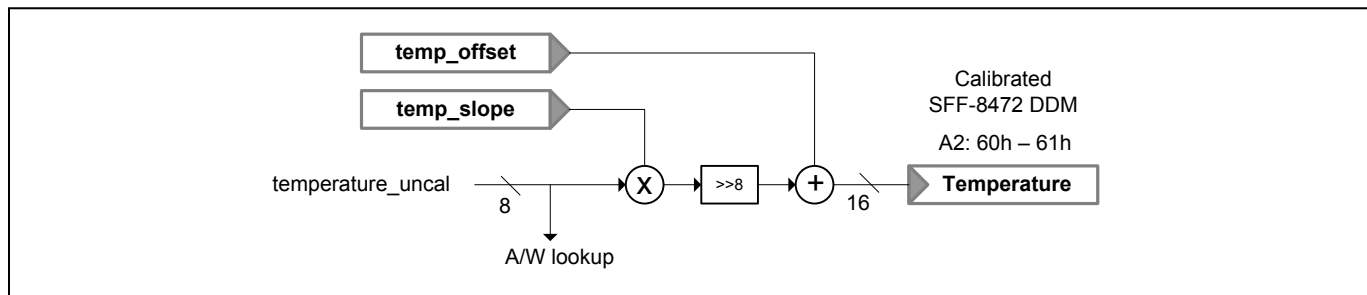 temp_offset
Calibrated
SFF-8472 DDM
temp_slope
A2: 60h – 61h
temperature_uncal
8
X
>>8
+
16
Temperature
A/W lookup